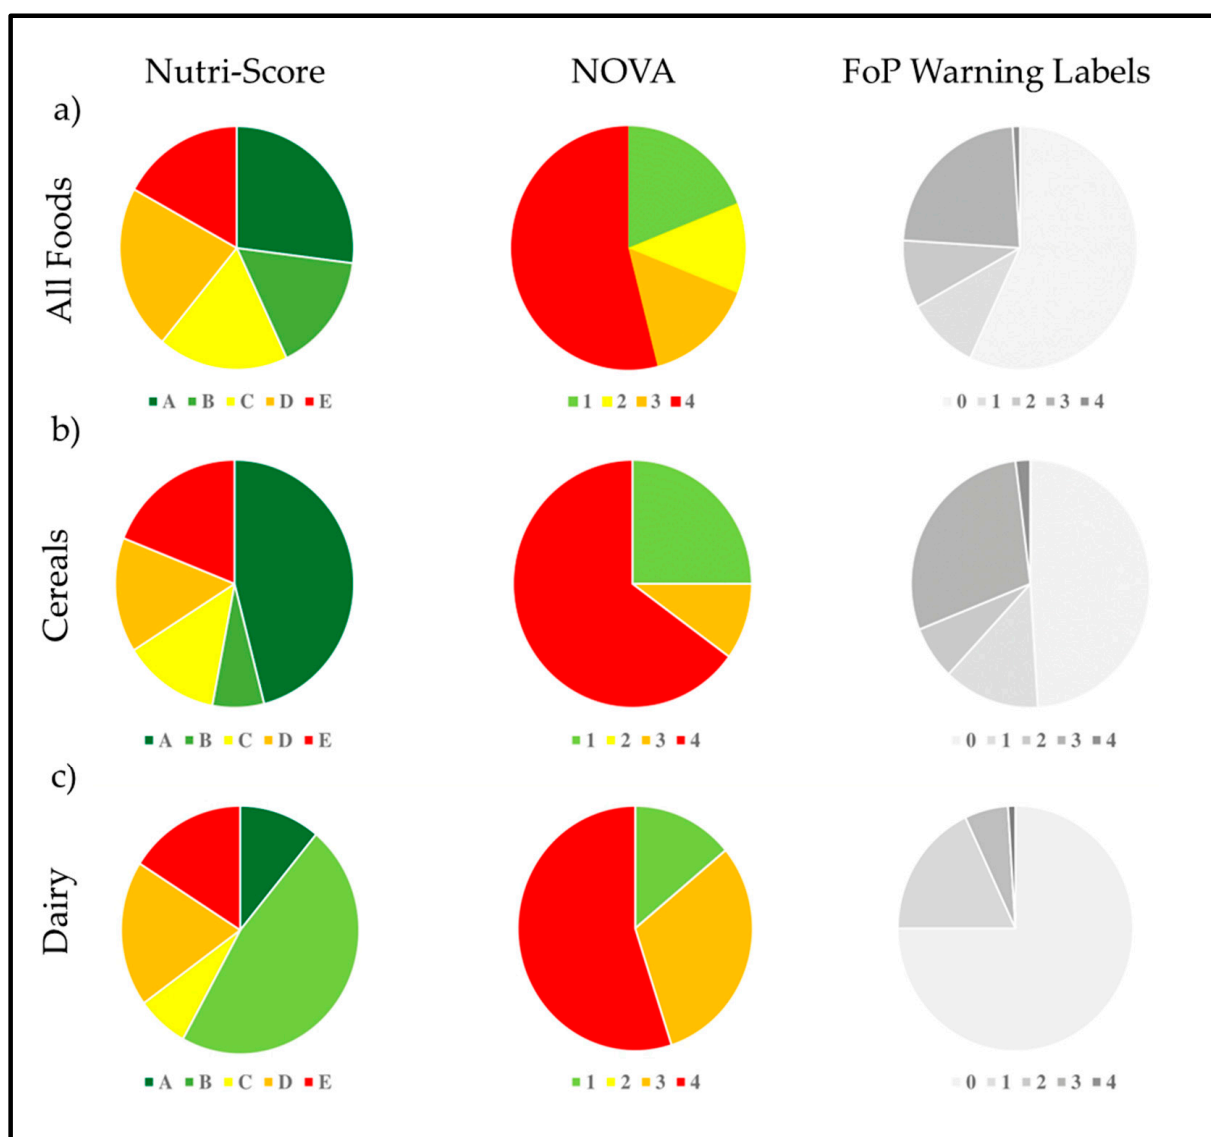 Nutri-Score NOVA FoP Warning Labels
a)
All Foods
A B C D E 1 2 3 4 0 1 2 3 4
b)
Cereals
A B C D E 1 2 3 4 0 1 2 3 4
c)
Dairy
A B C D E 1 2 3 4 0 1 2 3 4